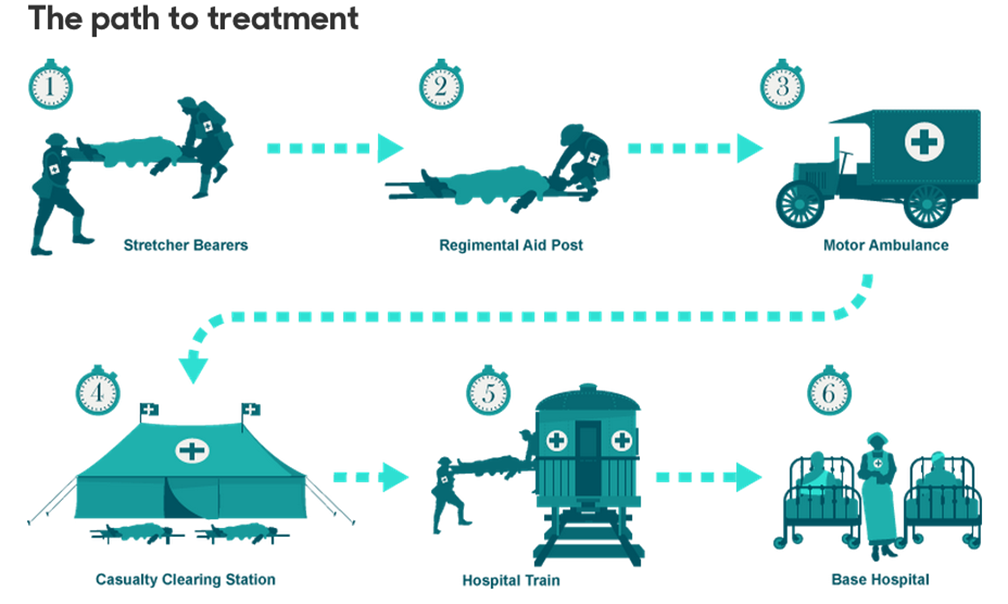 The path to treatment
1
2
3
Stretcher Bearers
Regimental Aid Post
Motor Ambulance
4
5
6
Casualty Clearing Station
Hospital Train
Base Hospital